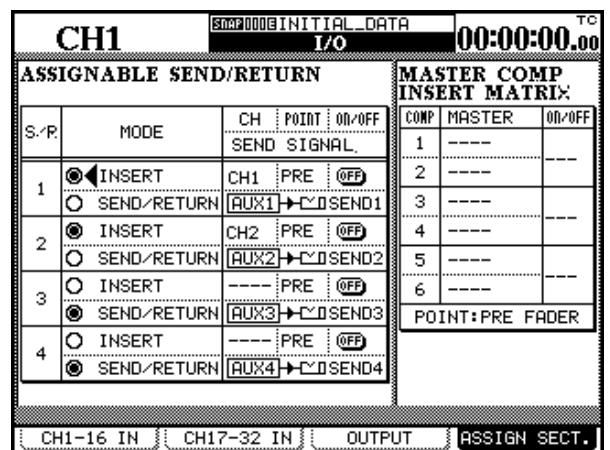 CH1
SNAP0000 INITIAL_DATA
I/O
TC
00:00:00.00
ASSIGNABLE SEND/RETURN
S/R MODE CH POINT ON/OFF
SEND SIGNAL.
1 INSERT CH1 PRE OFF
SEND/RETURN AUX1 SEND1
2 INSERT CH2 PRE OFF
SEND/RETURN AUX2 SEND2
3 INSERT ---- PRE OFF
SEND/RETURN AUX3 SEND3
4 INSERT ---- PRE OFF
SEND/RETURN AUX4 SEND4
MASTER COMP
INSERT MATRIX
COMP MASTER ON/OFF
1 ----
---
2 ----
3 ----
---
4 ----
5 ----
---
6 ----
POINT:PRE FADER
CH1-16 IN CH17-32 IN OUTPUT ASSIGN SECT.